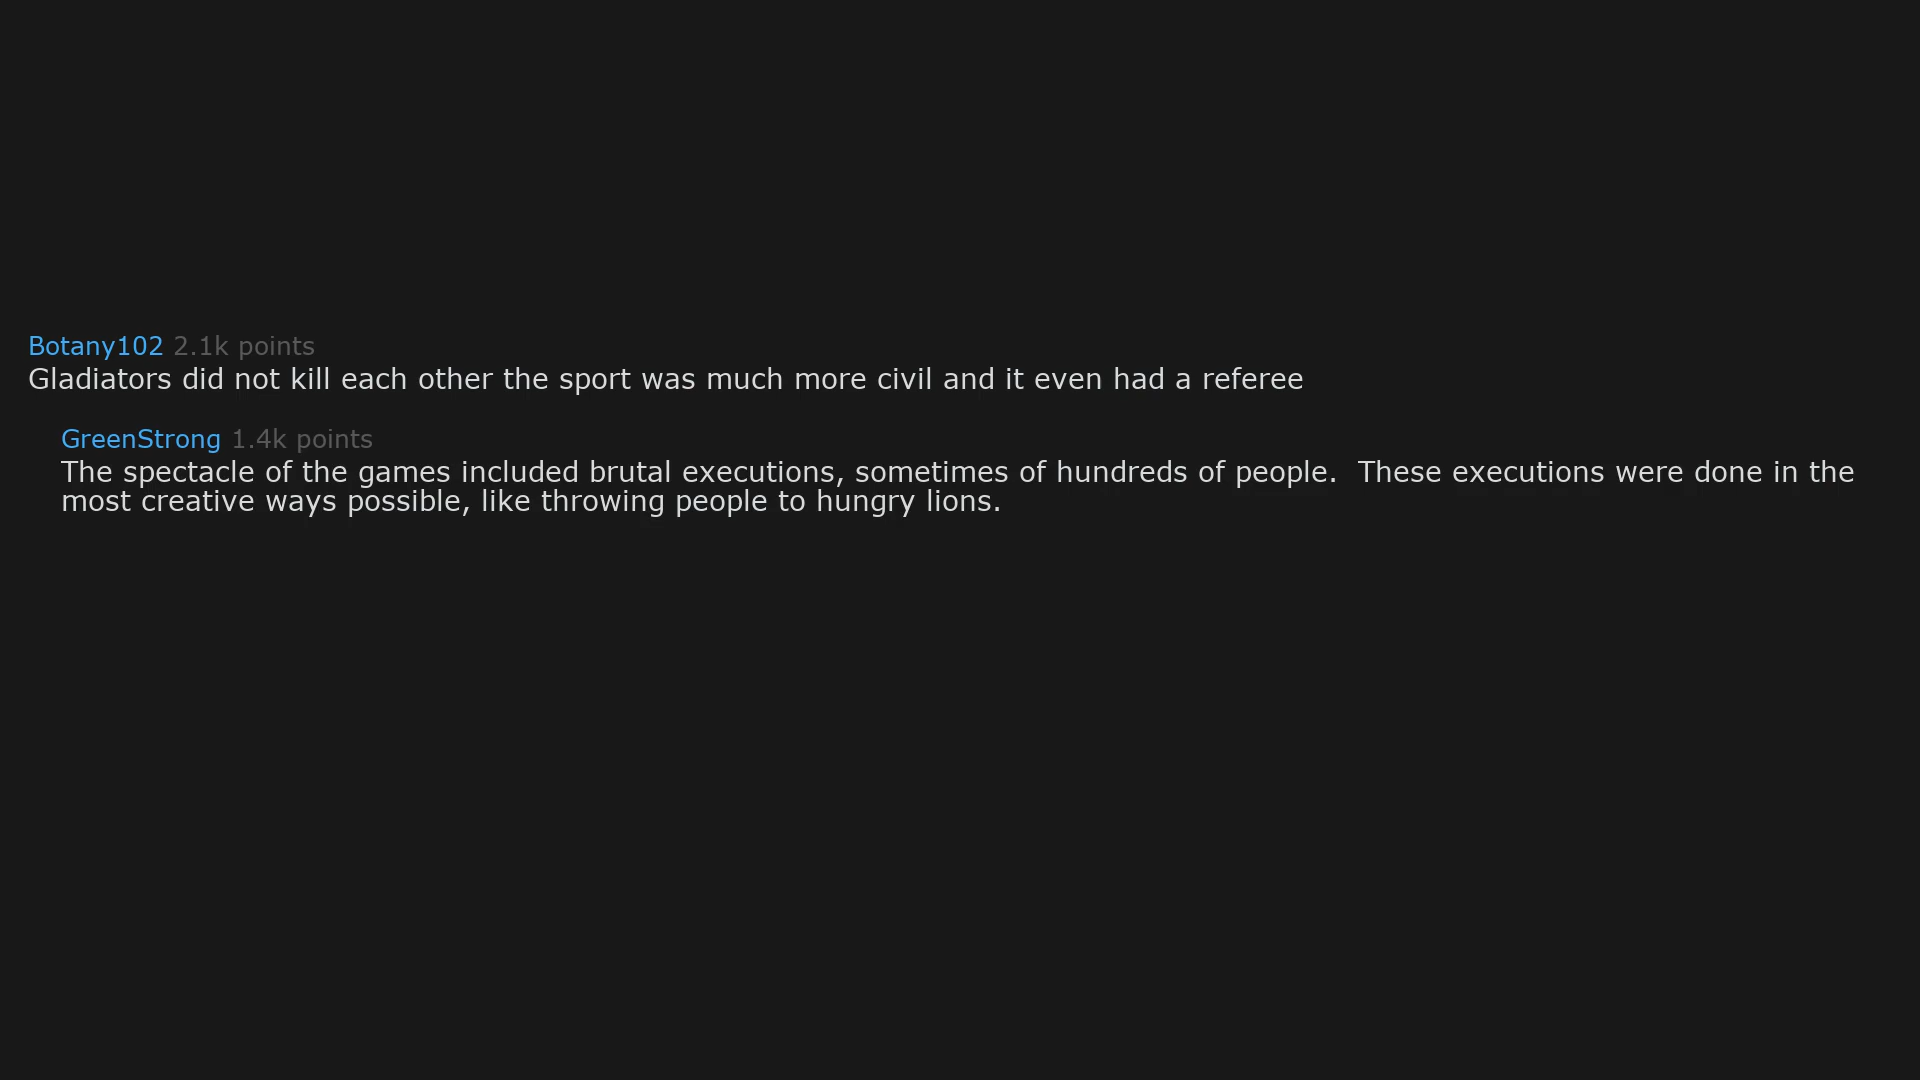 Botany102 2.1k points
Gladiators did not kill each other the sport was much more civil and it even had a referee
GreenStrong 1.4k points
The spectacle of the games included brutal executions, sometimes of hundreds of people.  These executions were done in the
most creative ways possible, like throwing people to hungry lions.